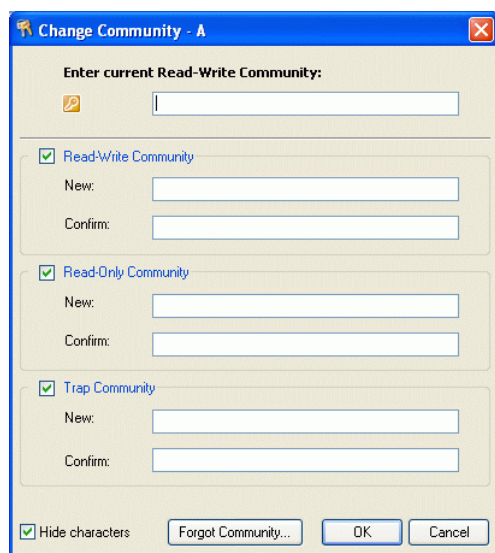 Change Community - A
Enter current Read-Write Community:
Read-Write Community
New:
Confirm:
Read-Only Community
New:
Confirm:
Trap Community
New:
Confirm:
Hide characters Forgot Community... OK Cancel